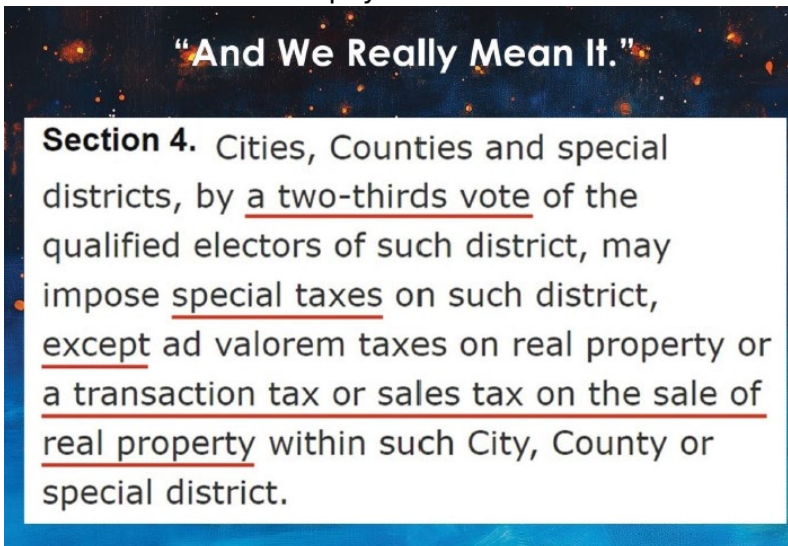 “And We Really Mean It.”
Section 4. Cities, Counties and special
districts, by a two-thirds vote of the
qualified electors of such district, may
impose special taxes on such district,
except ad valorem taxes on real property or
a transaction tax or sales tax on the sale of
real property within such City, County or
special district.